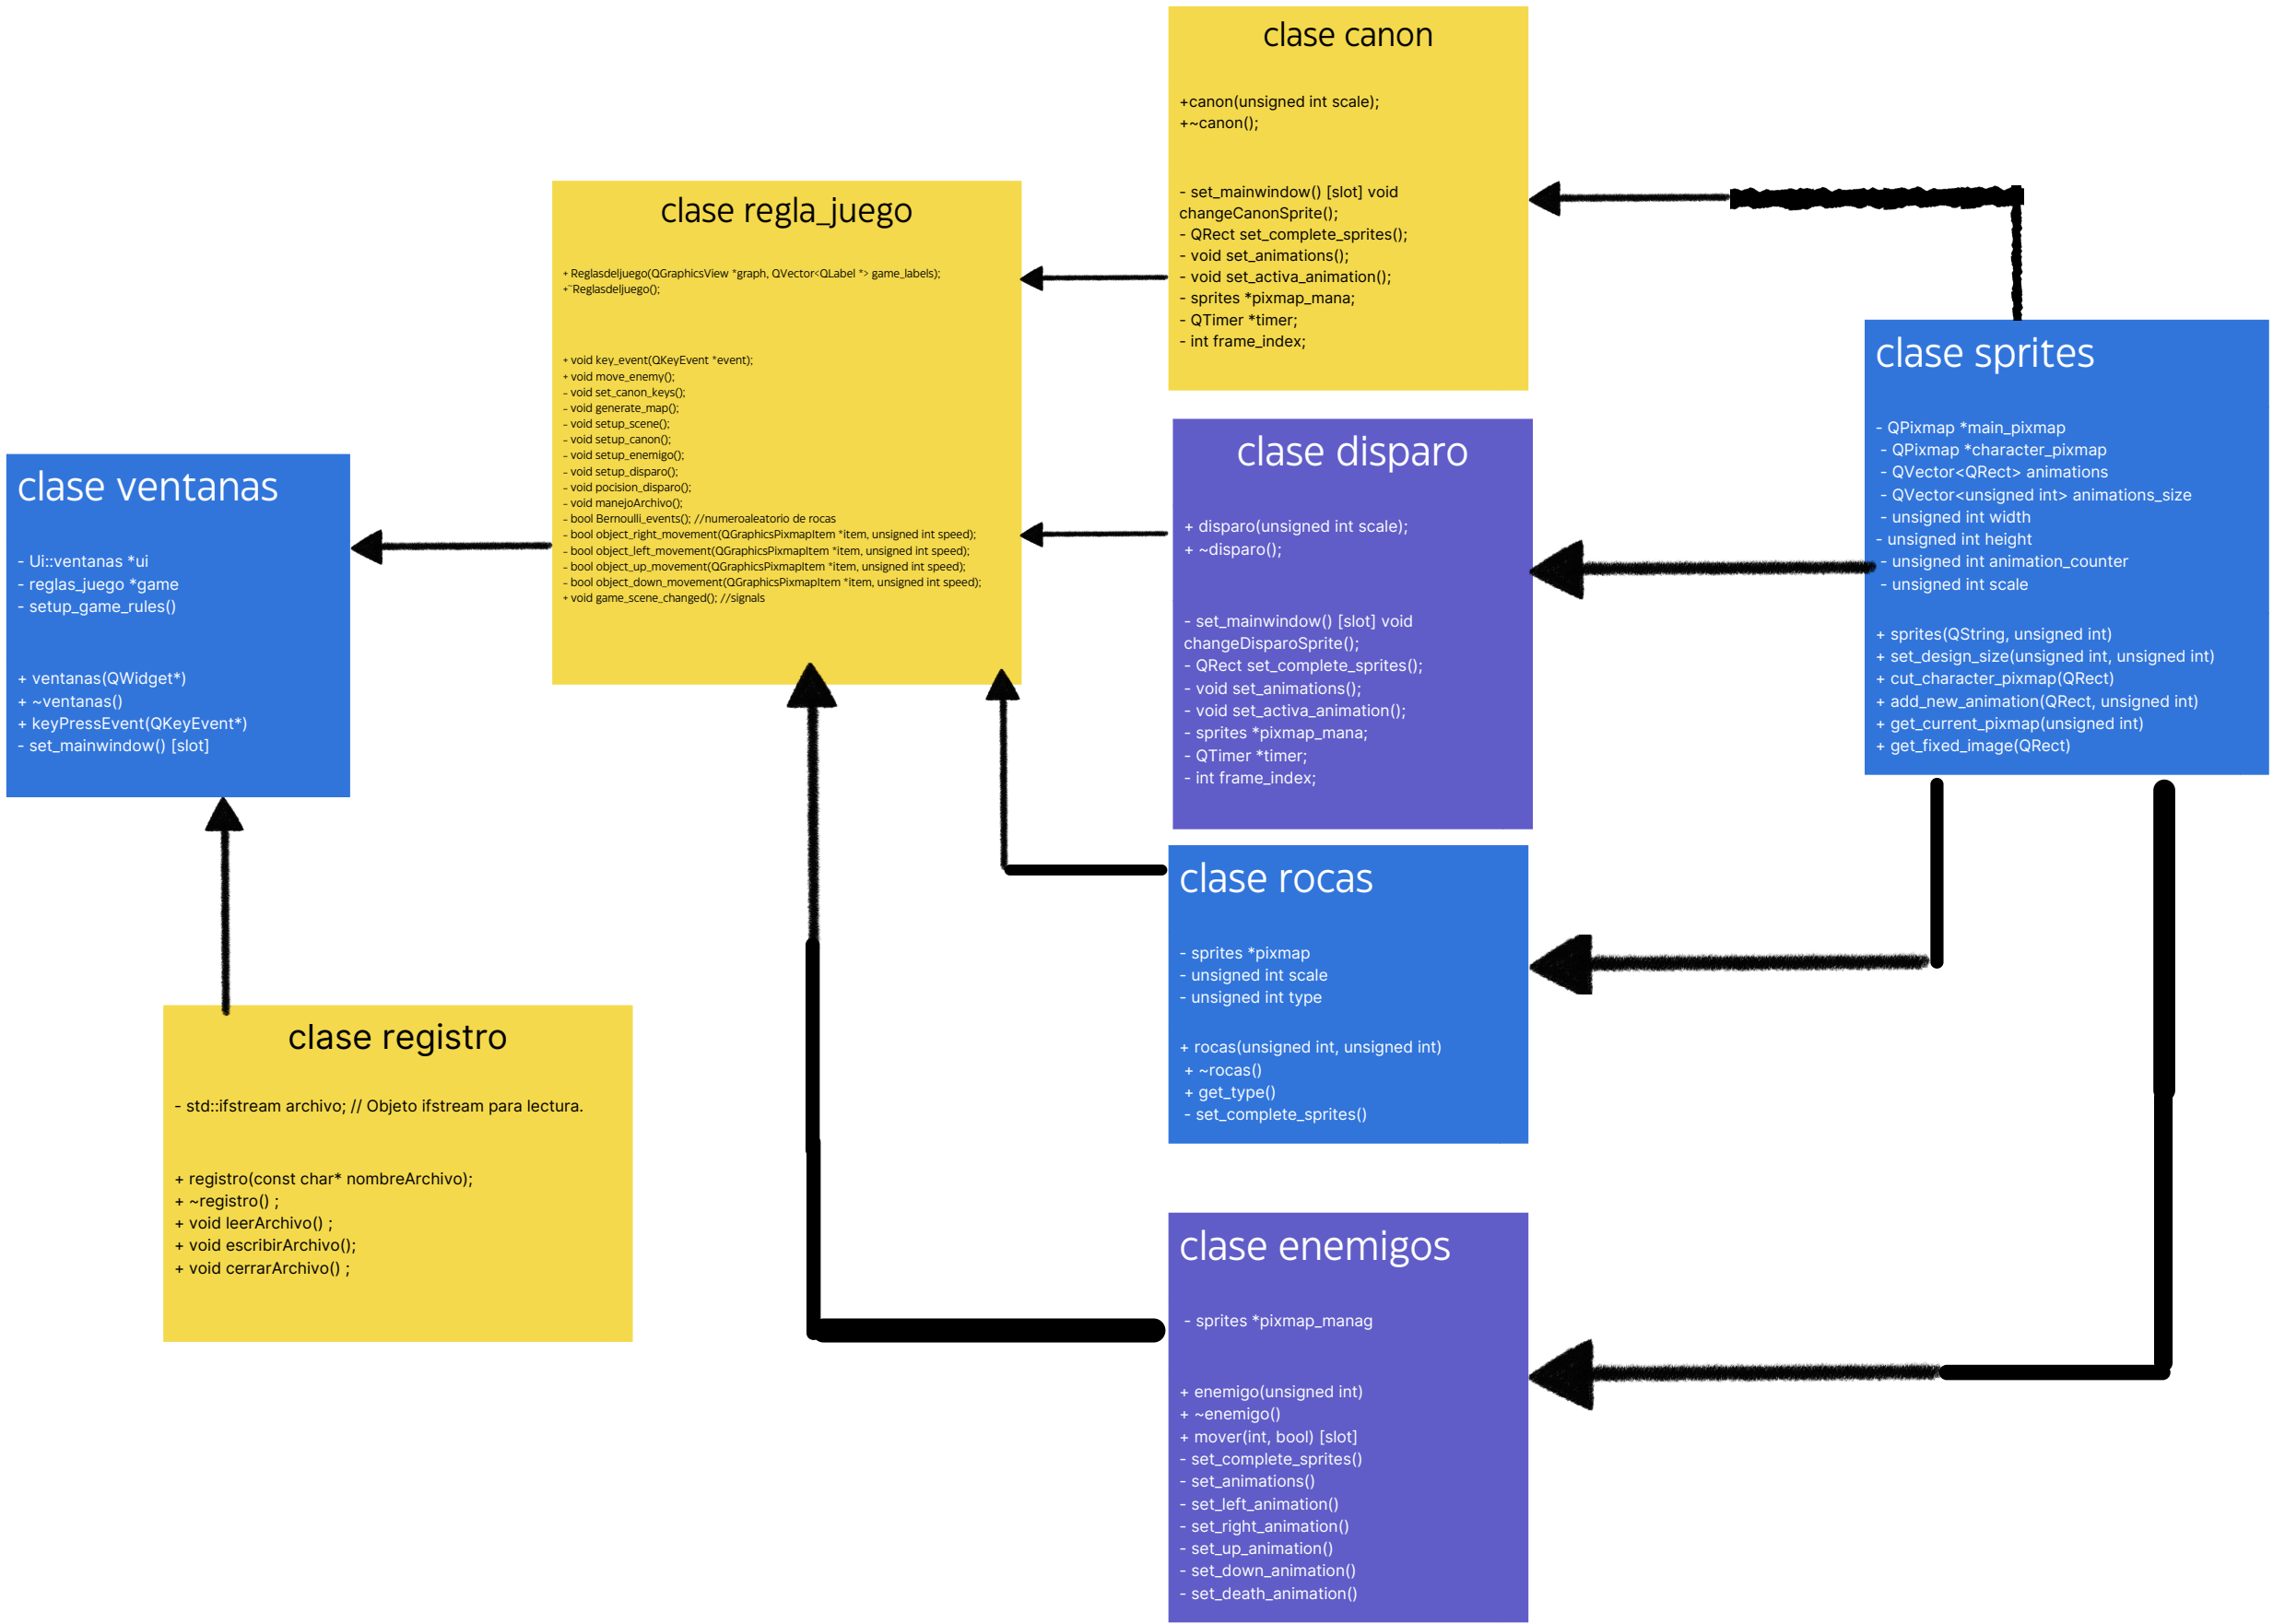 clase canon
+canon(unsigned int scale);
+~canon();
- set_mainwindow() [slot] void
changeCanonSprite();
- QRect set_complete_sprites();
- void set_animations();
- void set_activa_animation();
- sprites *pixmap_mana;
- QTimer *timer;
- int frame_index;
clase regla_juego
+ Reglasdeljuego(QGraphicsView *graph, QVector<QLabel *> game_labels);
+~Reglasdeljuego();
+ void key_event(QKeyEvent *event);
+ void move_enemy();
- void set_canon_keys();
- void generate_map();
- void setup_scene();
- void setup_canon();
- void setup_enemigo();
- void setup_disparo();
- void pocision_disparo();
- void manejoArchivo();
- bool Bernoulli_events(); //numeroaleatorio de rocas
- bool object_right_movement(QGraphicsPixmapItem *item, unsigned int speed);
- bool object_left_movement(QGraphicsPixmapItem *item, unsigned int speed);
- bool object_up_movement(QGraphicsPixmapItem *item, unsigned int speed);
- bool object_down_movement(QGraphicsPixmapItem *item, unsigned int speed);
+ void game_scene_changed(); //signals
clase sprites
- QPixmap *main_pixmap
- QPixmap *character_pixmap
- QVector<QRect> animations
- QVector<unsigned int> animations_size
- unsigned int width
- unsigned int height
- unsigned int animation_counter
- unsigned int scale
+ sprites(QString, unsigned int)
+ set_design_size(unsigned int, unsigned int)
+ cut_character_pixmap(QRect)
+ add_new_animation(QRect, unsigned int)
+ get_current_pixmap(unsigned int)
+ get_fixed_image(QRect)
clase disparo
+ disparo(unsigned int scale);
+ ~disparo();
- set_mainwindow() [slot] void
changeDisparoSprite();
- QRect set_complete_sprites();
- void set_animations();
- void set_activa_animation();
- sprites *pixmap_mana;
- QTimer *timer;
- int frame_index;
clase ventanas
- Ui::ventanas *ui
- reglas_juego *game
- setup_game_rules()
+ ventanas(QWidget*)
+ ~ventanas()
+ keyPressEvent(QKeyEvent*)
- set_mainwindow() [slot]
clase rocas
- sprites *pixmap
- unsigned int scale
- unsigned int type
+ rocas(unsigned int, unsigned int)
+ ~rocas()
+ get_type()
- set_complete_sprites()
clase registro
- std::ifstream archivo; // Objeto ifstream para lectura.
+ registro(const char* nombreArchivo);
+ ~registro() ;
+ void leerArchivo() ;
+ void escribirArchivo();
+ void cerrarArchivo() ;
clase enemigos
- sprites *pixmap_manag
+ enemigo(unsigned int)
+ ~enemigo()
+ mover(int, bool) [slot]
- set_complete_sprites()
- set_animations()
- set_left_animation()
- set_right_animation()
- set_up_animation()
- set_down_animation()
- set_death_animation()